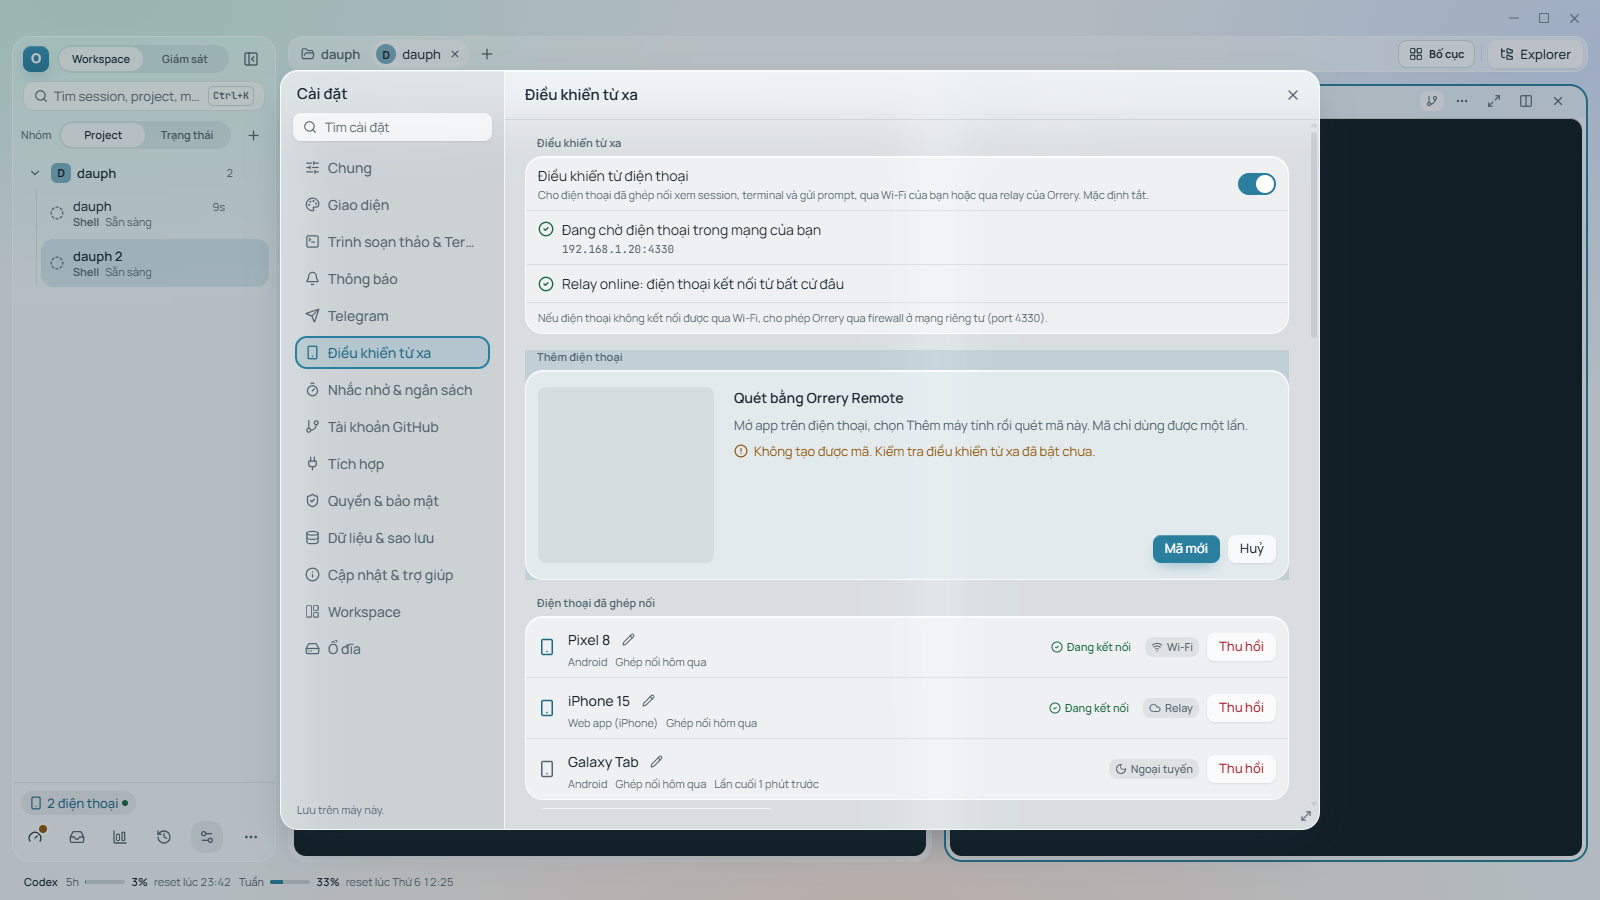 O
Workspace
Giám sát
Tìm session, project, m...
Ctrl+K
Nhóm
Project
Trạng thái
D
dauph
2
dauph
9s
Shell Sẵn sàng
dauph 2
Shell Sẵn sàng
2 điện thoại
Codex 5h 3% reset lúc 23:42 Tuần 33% reset lúc Thứ 6 12:25
dauph
D
dauph
Bố cục
Explorer
Cài đặt
Tìm cài đặt
Chung
Giao diện
Trình soạn thảo & Ter...
Thông báo
Telegram
Điều khiển từ xa
Nhắc nhở & ngân sách
Tài khoản GitHub
Tích hợp
Quyền & bảo mật
Dữ liệu & sao lưu
Cập nhật & trợ giúp
Workspace
Ổ đĩa
Lưu trên máy này.
Điều khiển từ xa
Điều khiển từ xa
Điều khiển từ điện thoại
Cho điện thoại đã ghép nối xem session, terminal và gửi prompt, qua Wi-Fi của bạn hoặc qua relay của Orrery. Mặc định tắt.
Đang chờ điện thoại trong mạng của bạn
192.168.1.20:4330
Relay online: điện thoại kết nối từ bất cứ đâu
Nếu điện thoại không kết nối được qua Wi-Fi, cho phép Orrery qua firewall ở mạng riêng tư (port 4330).
Thêm điện thoại
Quét bằng Orrery Remote
Mở app trên điện thoại, chọn Thêm máy tính rồi quét mã này. Mã chỉ dùng được một lần.
Không tạo được mã. Kiểm tra điều khiển từ xa đã bật chưa.
Mã mới
Huỷ
Điện thoại đã ghép nối
Pixel 8
Android Ghép nối hôm qua
Đang kết nối
Wi-Fi
Thu hồi
iPhone 15
Web app (iPhone) Ghép nối hôm qua
Đang kết nối
Relay
Thu hồi
Galaxy Tab
Android Ghép nối hôm qua Lần cuối 1 phút trước
Ngoại tuyến
Thu hồi